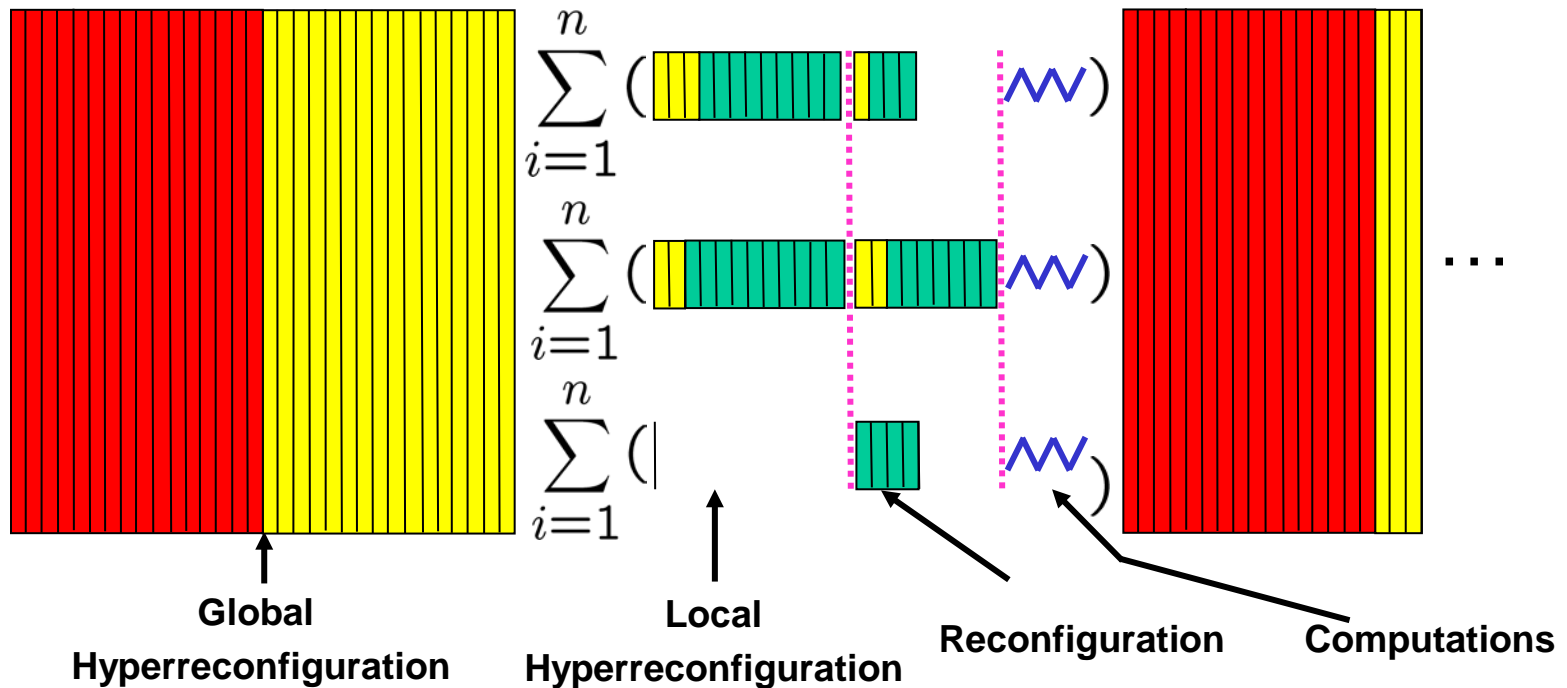 n
∑ (
i=1
)
n
∑ (
i=1
)
...
n
∑ (
i=1
)
Global
Hyperreconfiguration
Local
Hyperreconfiguration
Reconfiguration
Computations